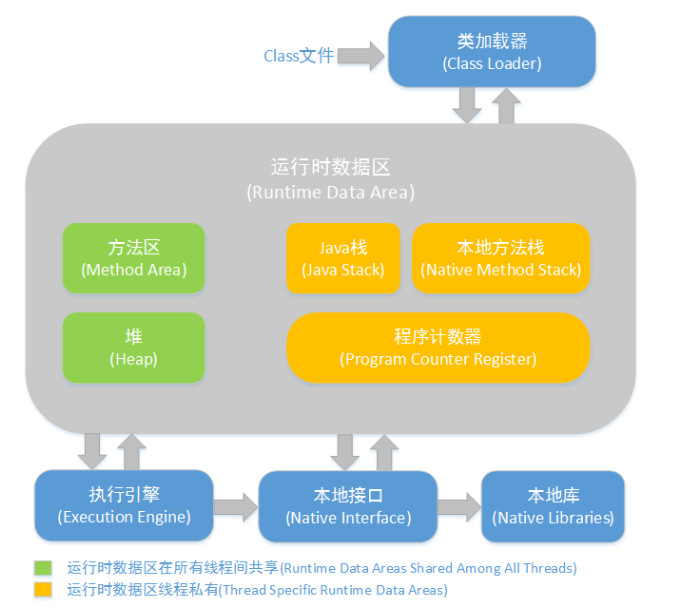 Class文件
类加载器
(Class Loader)
运行时数据区
(Runtime Data Area)
方法区
(Method Area)
Java栈
(Java Stack)
本地方法栈
(Native Method Stack)
堆
(Heap)
程序计数器
(Program Counter Register)
执行引擎
(Execution Engine)
本地接口
(Native Interface)
本地库
(Native Libraries)
运行时数据区在所有线程间共享(Runtime Data Areas Shared Among All Threads)
运行时数据区线程私有(Thread Specific Runtime Data Areas)